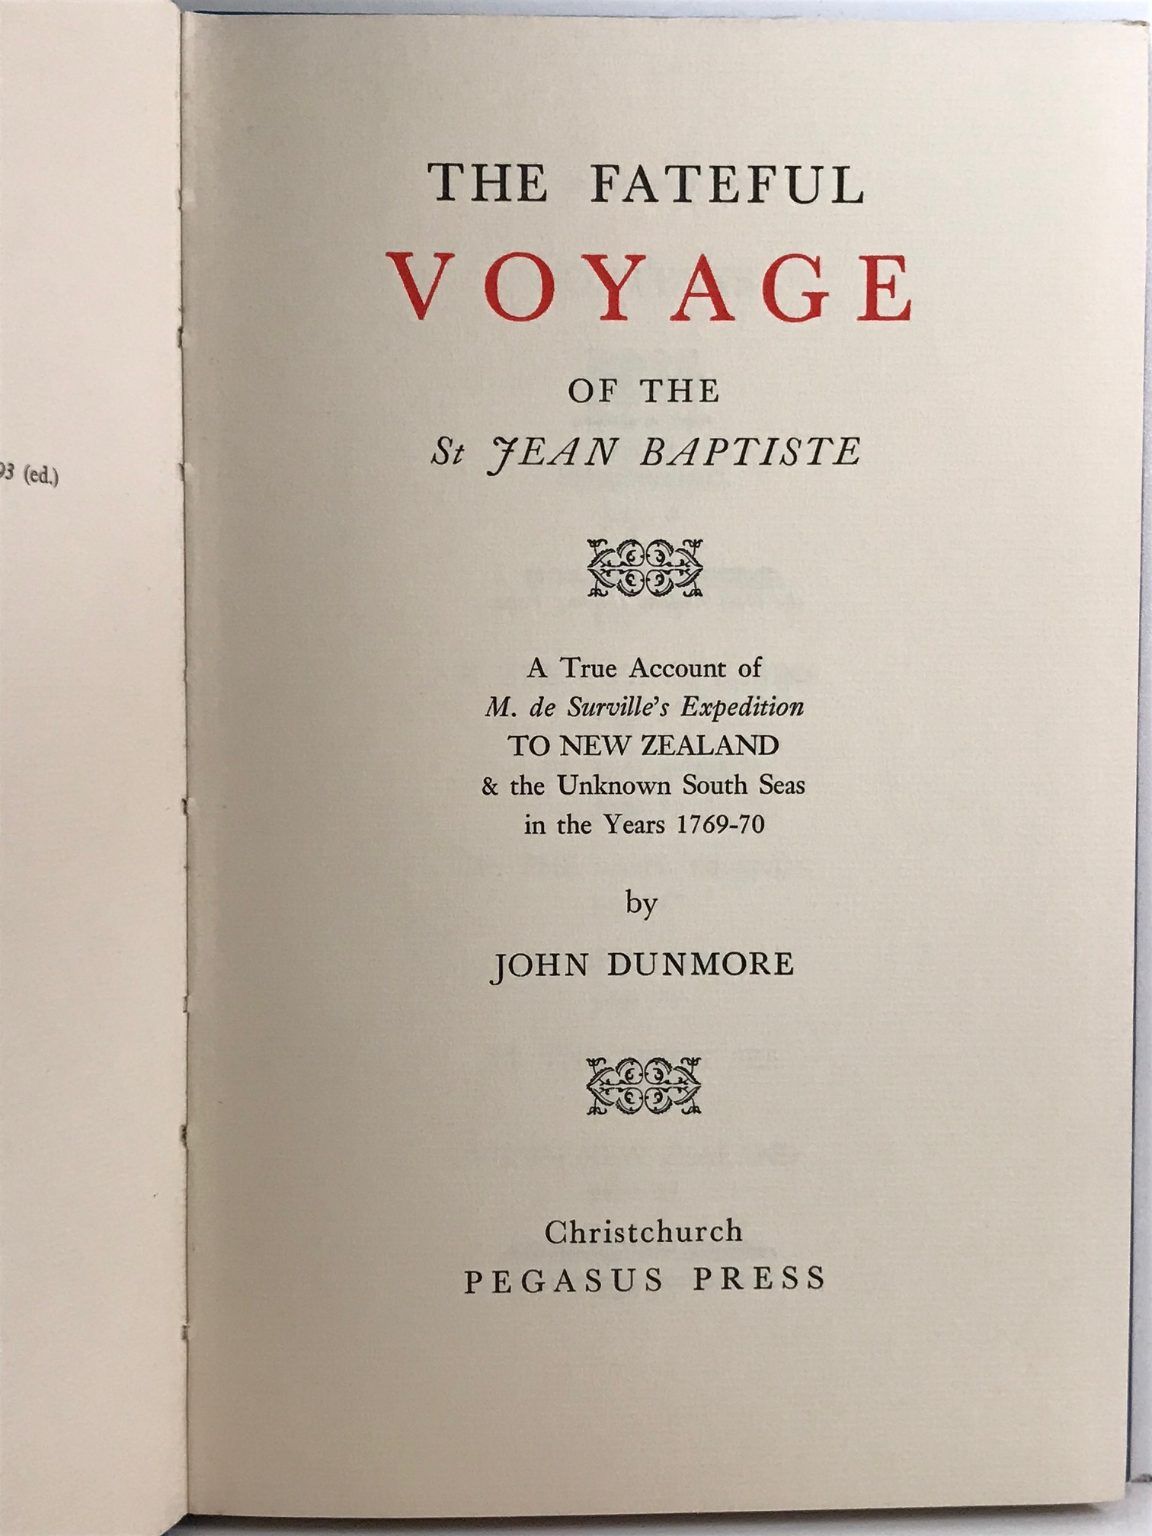 93 (ed.)
THE FATEFUL
VOYAGE
OF THE
St JEAN BAPTISTE
A True Account of
M. de Surville's Expedition
TO NEW ZEALAND
& the Unknown South Seas
in the Years 1769-70
by
JOHN DUNMORE
Christchurch
PEGASUS PRESS